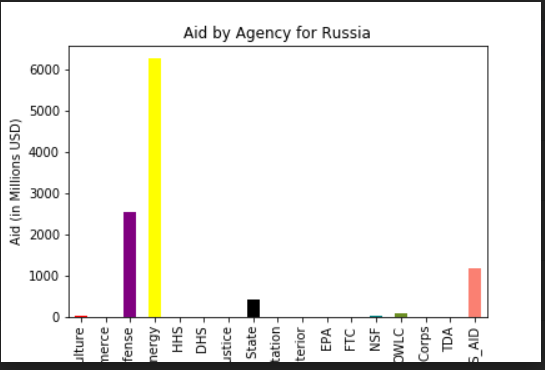 Aid by Agency for Russia
Aid (in Millions USD)
6000
5000
4000
3000
2000
1000
0
ulture
merce
fense
nergy
HHS
DHS
ustice
State
tation
terior
EPA
FTC
NSF
OWLC
Corps
TDA
S_AID